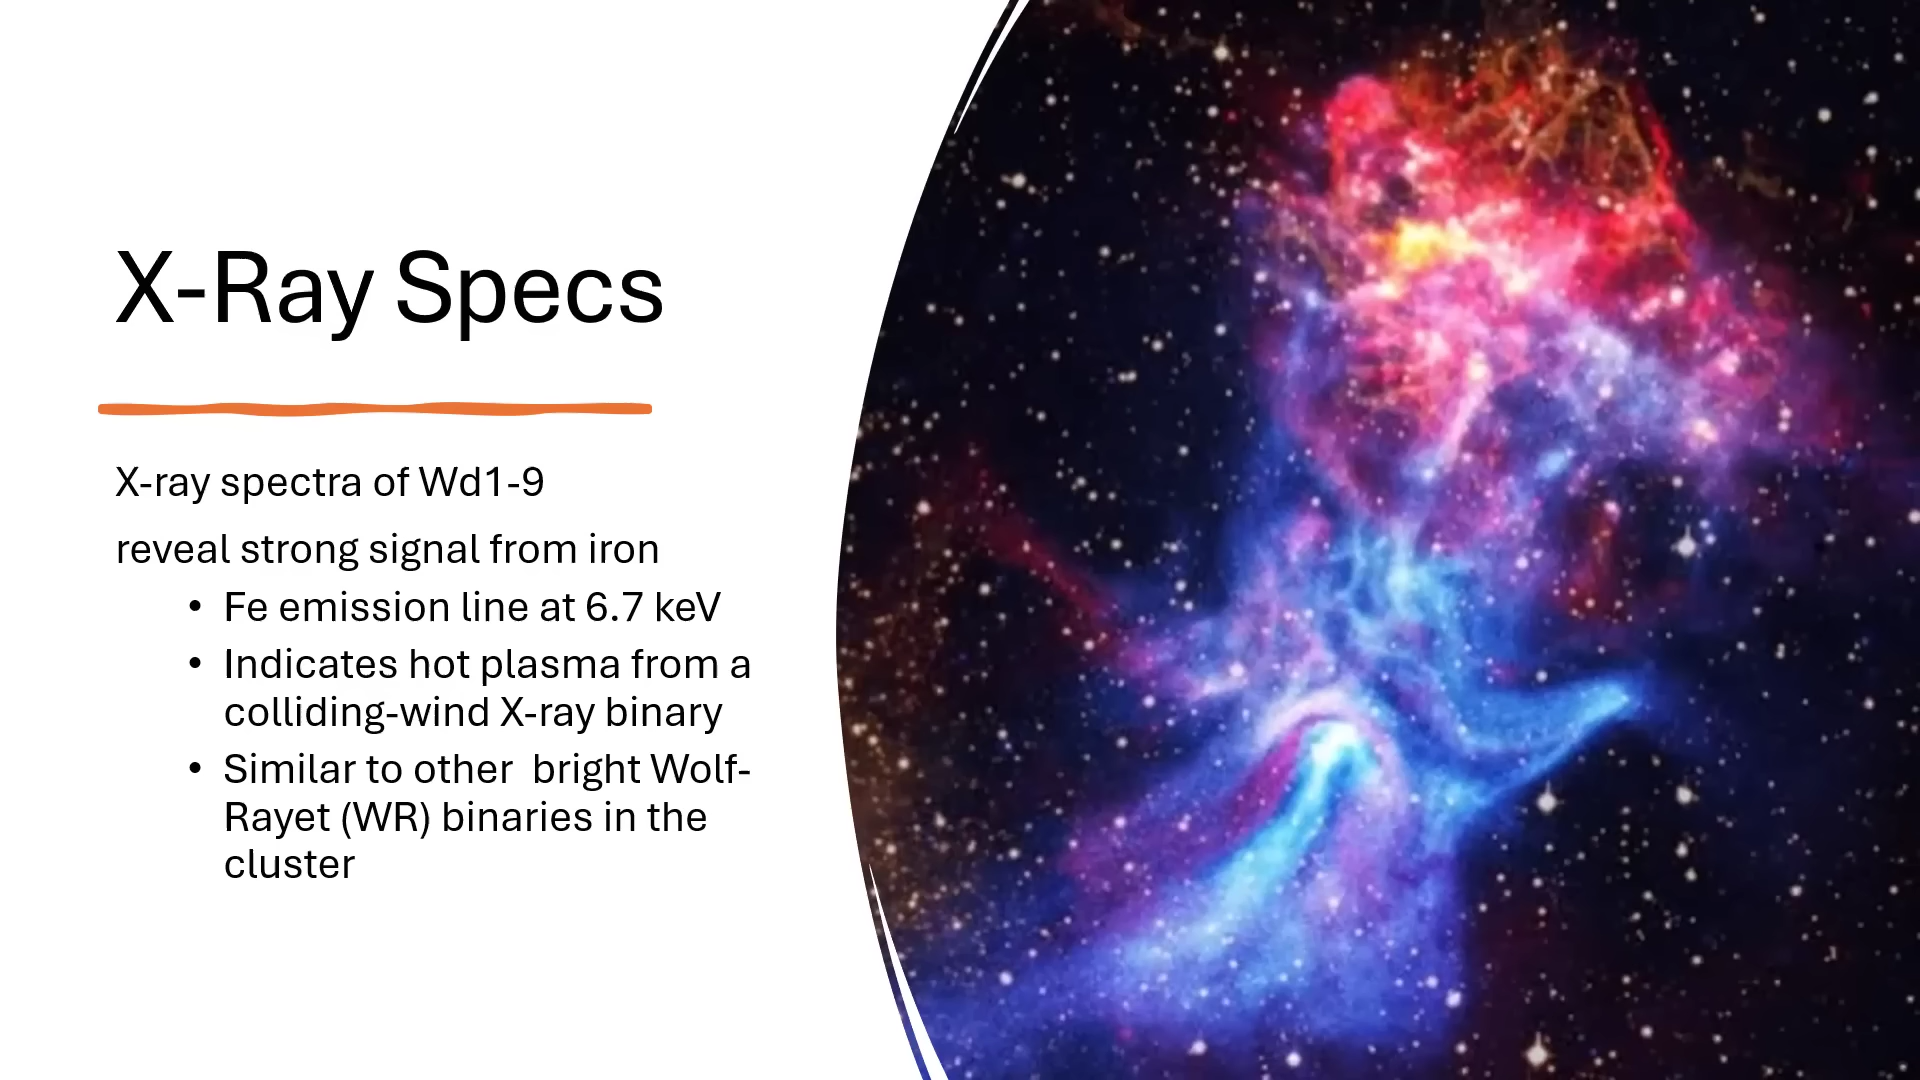 X-Ray Specs
X-ray spectra of Wd1-9
reveal strong signal from iron
• Fe emission line at 6.7 keV
• Indicates hot plasma from a
colliding-wind X-ray binary
• Similar to other  bright Wolf-
Rayet (WR) binaries in the
cluster